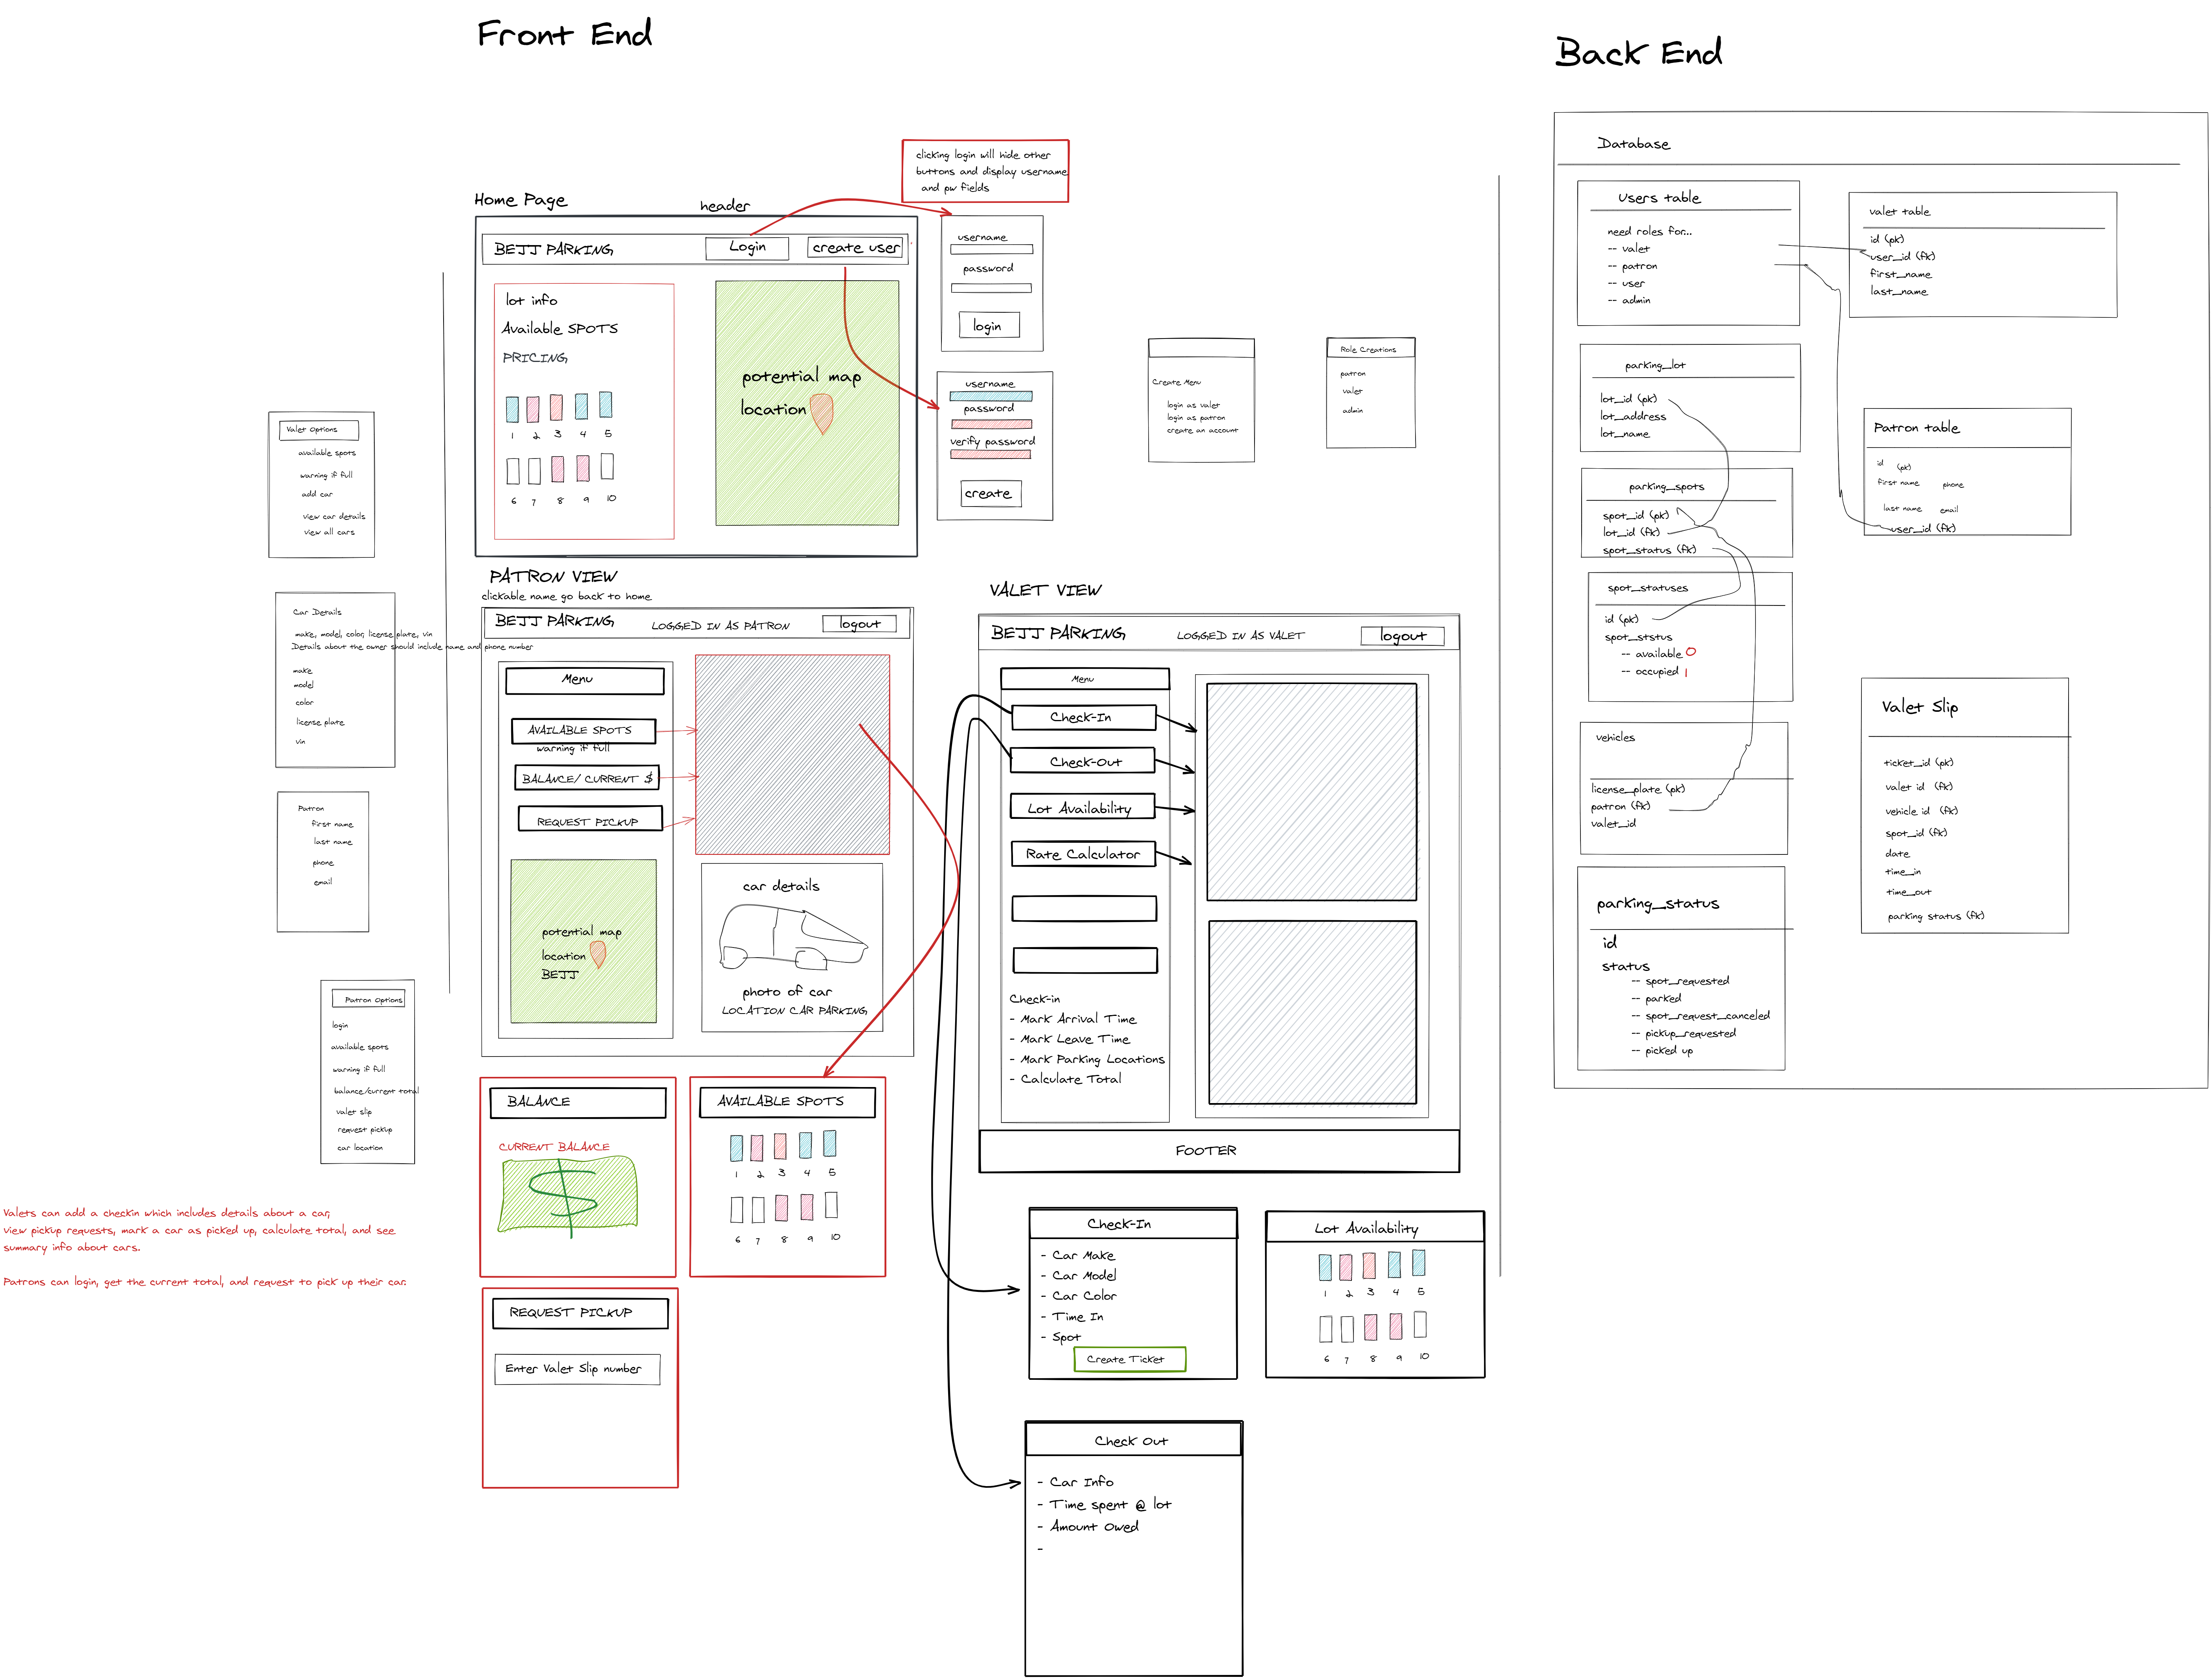 Front End
Back End
clicking login will hide other
buttons and display username
and pw fields
Home Page
header
BEJJ PARKING
Login
create user
lot info
Available SPOTS
PRICING
1 2 3 4 5
6 7 8 9 10
potential map
location
username
password
login
username
password
verify password
create
Create Menu
login as valet
login as patron
create an account
Role Creations
patron
valet
admin
Valet Options
available spots
warning if full
add car
view car details
view all cars
Car Details
make, model, color, license plate, vin
Details about the owner should include name and phone number
make
model
color
license plate
vin
Patron
first name
last name
phone
email
Patron Options
login
available spots
warning if full
balance/current total
valet slip
request pickup
car location
Valets can add a checkin which includes details about a car,
view pickup requests, mark a car as picked up, calculate total, and see
summary info about cars.
Patrons can login, get the current total, and request to pick up their car.
PATRON VIEW
clickable name go back to home
BEJJ PARKING
LOGGED IN AS PATRON
logout
Menu
AVAILABLE SPOTS
warning if full
BALANCE/ CURRENT $
REQUEST PICKUP
potential map
location
BEJJ
car details
photo of car
LOCATION CAR PARKING
BALANCE
CURRENT BALANCE
$
AVAILABLE SPOTS
1 2 3 4 5
6 7 8 9 10
REQUEST PICKUP
Enter Valet Slip number
VALET VIEW
BEJJ PARKING
LOGGED IN AS VALET
logout
Menu
Check-In
Check-Out
Lot Availability
Rate Calculator
Check-in
- Mark Arrival Time
- Mark Leave Time
- Mark Parking Locations
- Calculate Total
FOOTER
Check-In
- Car Make
- Car Model
- Car Color
- Time In
- Spot
Create Ticket
Lot Availability
1 2 3 4 5
6 7 8 9 10
Check Out
- Car Info
- Time spent @ lot
- Amount Owed
-
Database
Users table
need roles for...
-- valet
-- patron
-- user
-- admin
valet table
id (pk)
user_id (fk)
first_name
last_name
parking_lot
lot_id (pk)
lot_address
lot_name
Patron table
id (pk)
first name phone
last name email
user_id (fk)
parking_spots
spot_id (pk)
lot_id (fk)
spot_status (fk)
spot_statuses
id (pk)
spot_ststus
-- available 0
-- occupied 1
vehicles
license_plate (pk)
patron (fk)
valet_id
Valet Slip
ticket_id (pk)
valet id (fk)
vehicle id (fk)
spot_id (fk)
date
time_in
time_out
parking status (fk)
parking_status
id
status
-- spot_requested
-- parked
-- spot_request_canceled
-- pickup_requested
-- picked up